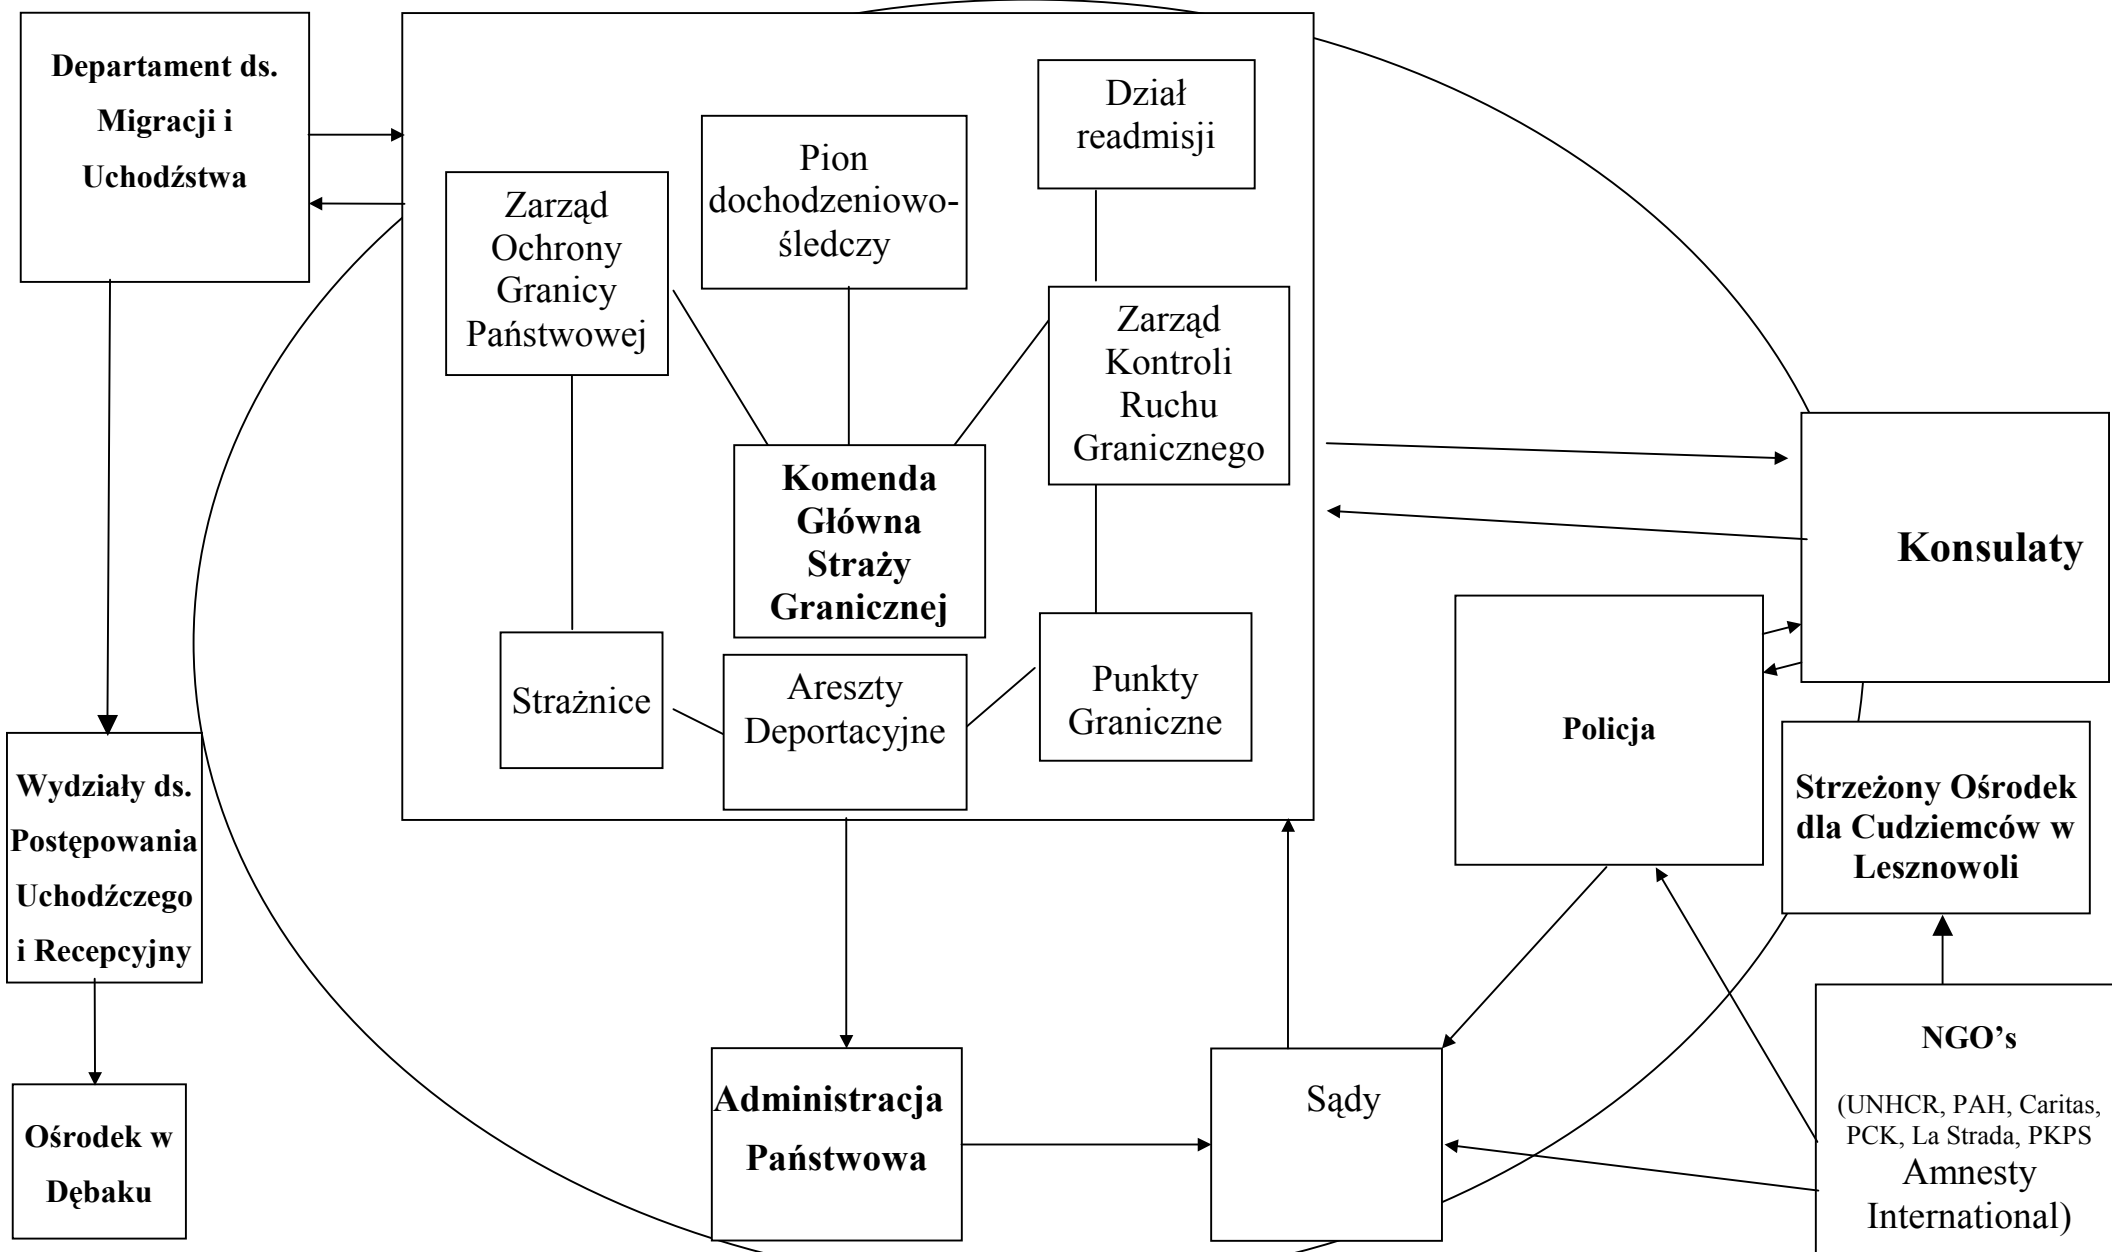 Departament ds.
Migracji i
Uchodźstwa
Dział
readmisji
Pion
dochodzeniowo-
śledczy
Zarząd
Ochrony
Granicy
Państwowej
Zarząd
Kontroli
Ruchu
Granicznego
Komenda
Główna
Straży
Granicznej
Konsulaty
Strażnice
Areszty
Deportacyjne
Punkty
Graniczne
Policja
Wydziały ds.
Postępowania
Uchodźczego
i Recepcyjny
Strzeżony Ośrodek
dla Cudziemców w
Lesznowoli
Ośrodek w
Dębaku
Administracja
Państwowa
Sądy
NGO’s
(UNHCR, PAH, Caritas,
PCK, La Strada, PKPS
Amnesty
International)